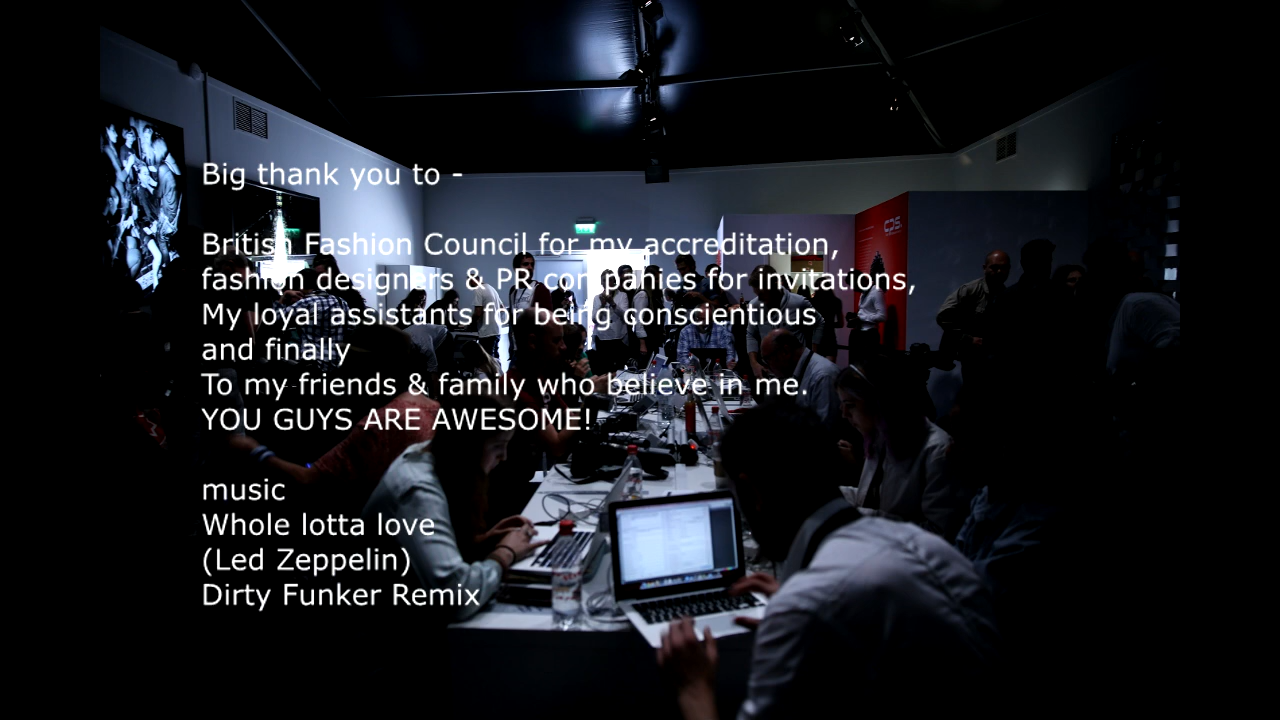 Big thank you to -
British Fashion Council for my accreditation,
fashion designers & PR companies for invitations,
My loyal assistants for being conscientious
and finally
To my friends & family who believe in me.
YOU GUYS ARE AWESOME!
music
Whole lotta love
(Led Zeppelin)
Dirty Funker Remix